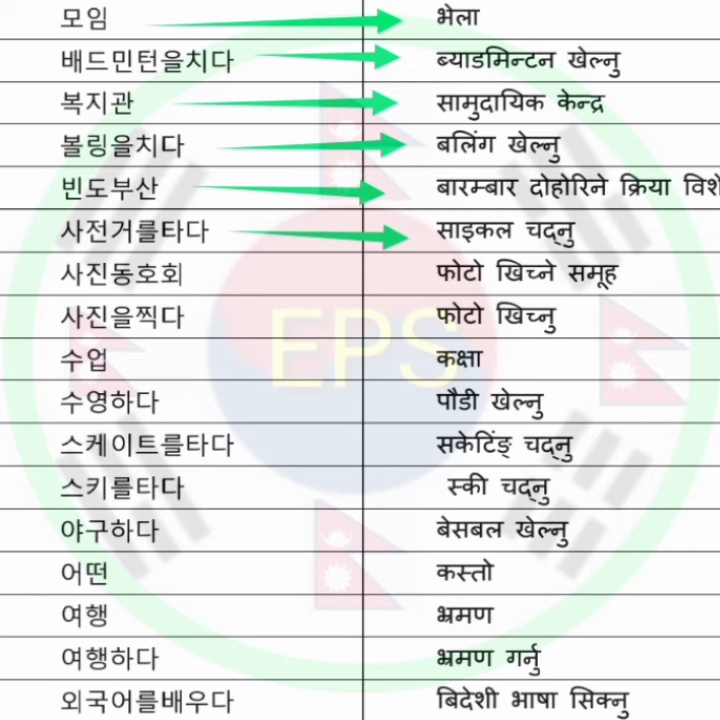 모임 भेला
배드민턴을치다 ब्याडमिन्टन खेल्नु
복지관 सामुदायिक केन्द्र
볼링을치다 बलिंग खेल्नु
빈도부산 बारम्बार दोहोरिने क्रिया
사전거를타다 साइकल चद्नु
사진동호회 फोटो खिच्ने समूह
사진을찍다 फोटो खिच्नु
EPS
수업 कक्षा
수영하다 पौडी खेल्नु
스케이트를타다 सकेटिंङ् चद्नु
스키를타다 स्की चद्नु
야구하다 बेसबल खेल्नु
어떤 कस्तो
여행 भ्रमण
여행하다 भ्रमण गर्नु
외국어를배우다 बिदेशी भाषा सिक्नु